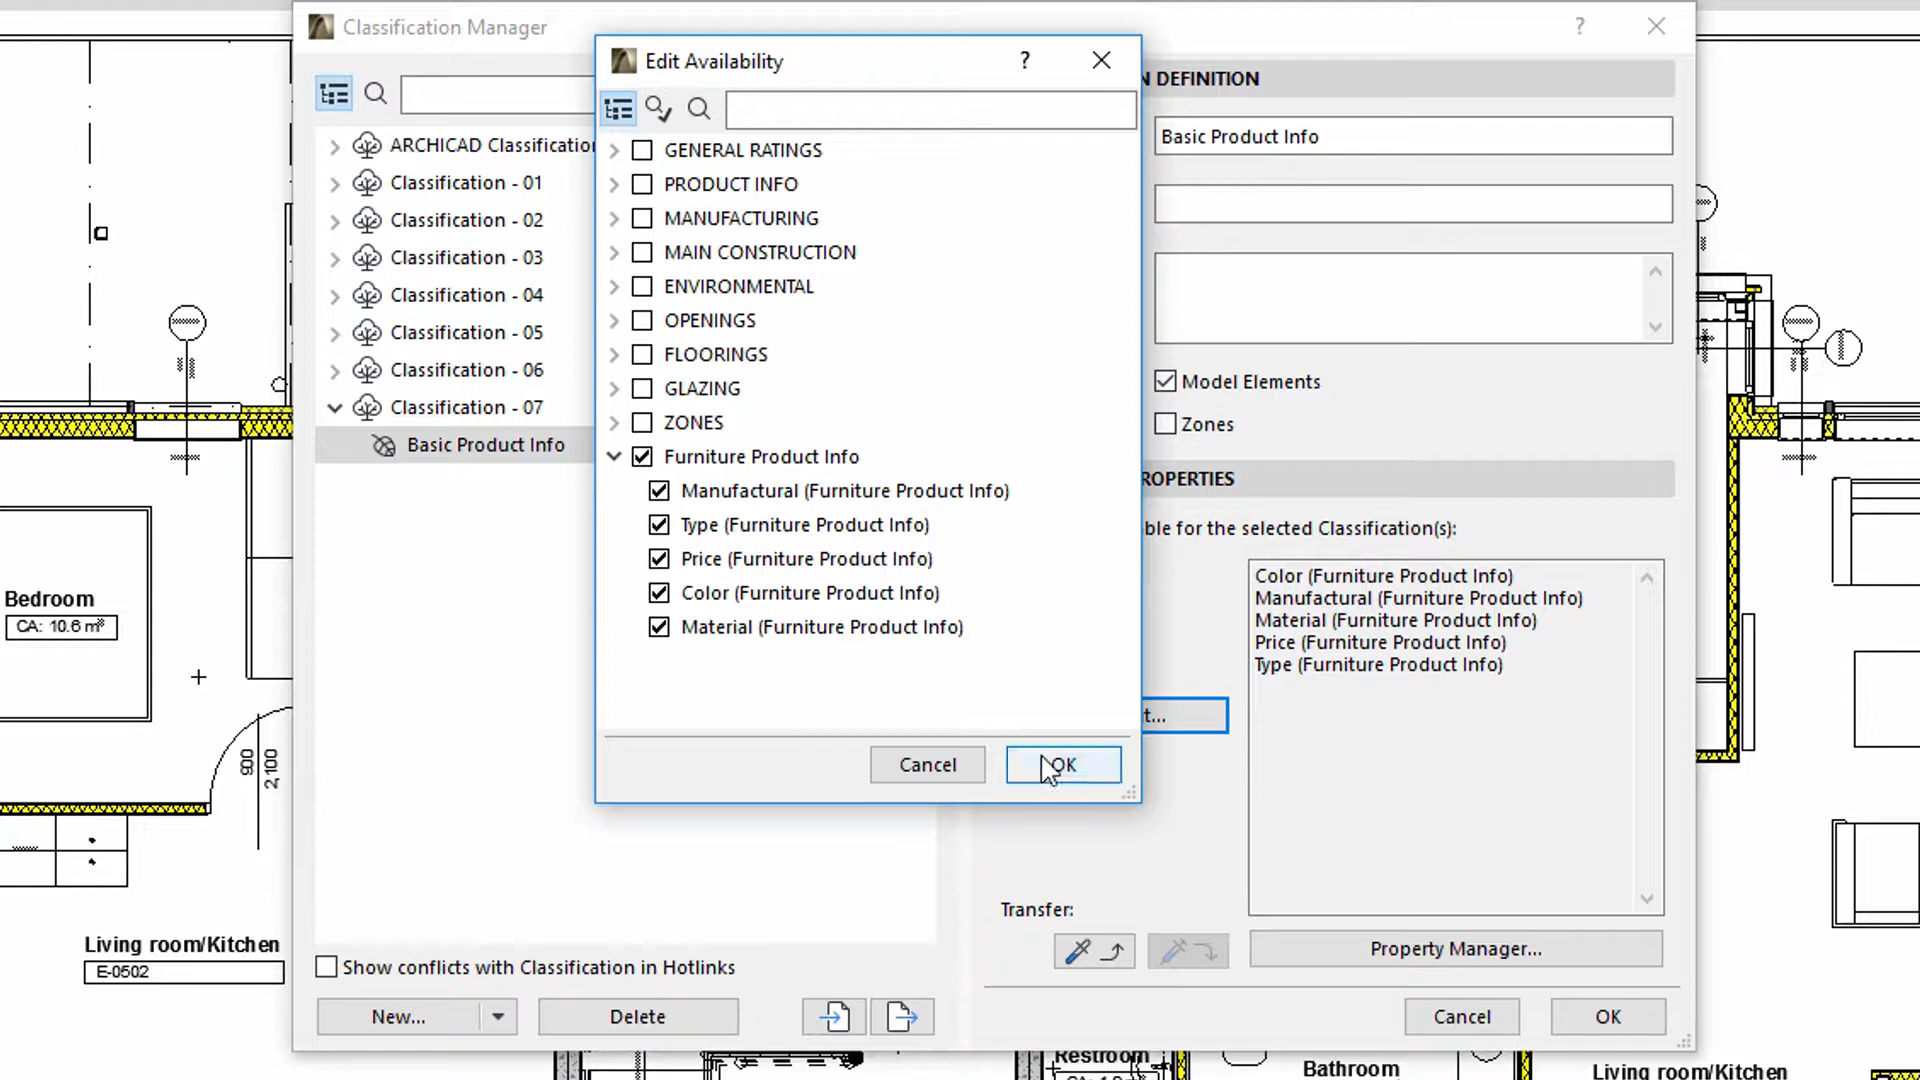 Classification Manager
?
Edit Availability
?
N DEFINITION
ARCHICAD Classificatio
Classification - 01
Classification - 02
Classification - 03
Classification - 04
Classification - 05
Classification - 06
Classification - 07
Basic Product Info
GENERAL RATINGS
PRODUCT INFO
MANUFACTURING
MAIN CONSTRUCTION
ENVIRONMENTAL
OPENINGS
FLOORINGS
GLAZING
ZONES
Furniture Product Info
Manufactural (Furniture Product Info)
Type (Furniture Product Info)
Price (Furniture Product Info)
Color (Furniture Product Info)
Material (Furniture Product Info)
Cancel
OK
Basic Product Info
Model Elements
Zones
ROPERTIES
ble for the selected Classification(s):
Color (Furniture Product Info)
Manufactural (Furniture Product Info)
Material (Furniture Product Info)
Price (Furniture Product Info)
Type (Furniture Product Info)
t...
Transfer:
Property Manager...
Show conflicts with Classification in Hotlinks
New...
Delete
Cancel
OK
Bedroom
CA: 10.6 m²
900
2,100
Living room/Kitchen
E-0502
Restroom
Bathroom
Living room/Kitchen